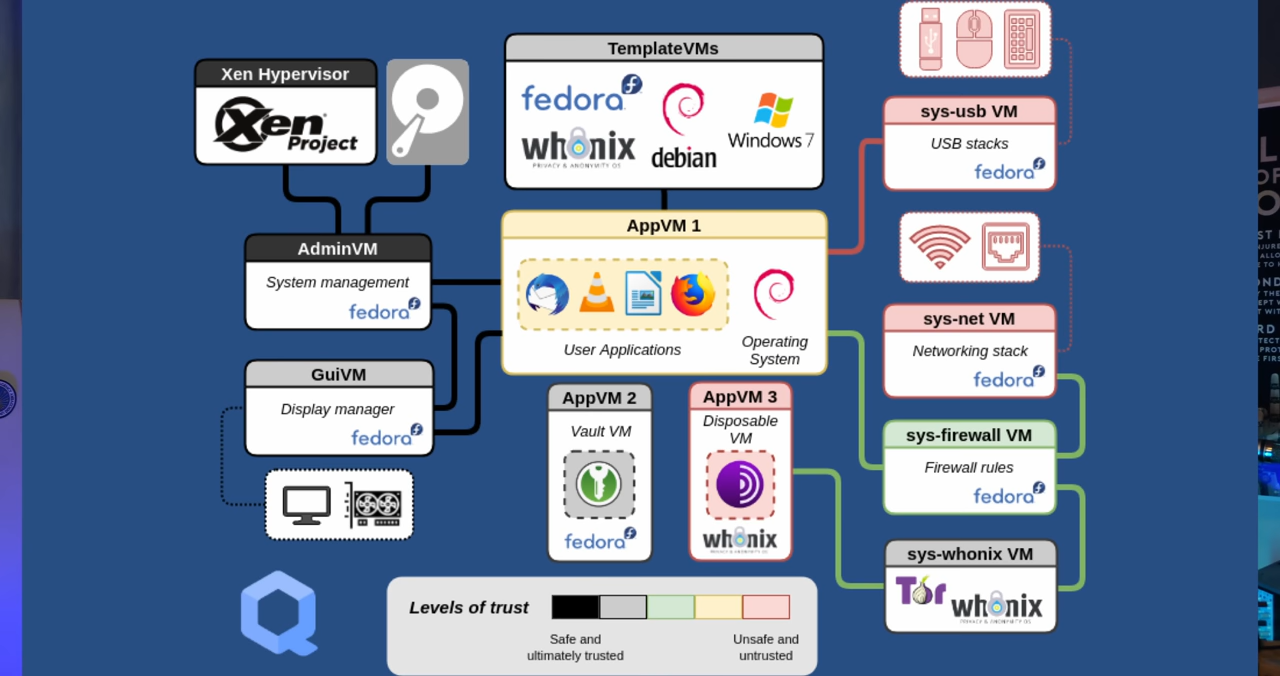 Xen Hypervisor
Xen
Project
TemplateVMs
fedora
whonix
PRIVACY & ANONYMITY OS
debian
Windows 7
sys-usb VM
USB stacks
fedora
AdminVM
System management
fedora
AppVM 1
User Applications
Operating
System
sys-net VM
Networking stack
fedora
GuiVM
Display manager
fedora
AppVM 2
Vault VM
fedora
AppVM 3
Disposable
VM
whonix
sys-firewall VM
Firewall rules
fedora
sys-whonix VM
Tor
whonix
Levels of trust
Safe and
ultimately trusted
Unsafe and
untrusted